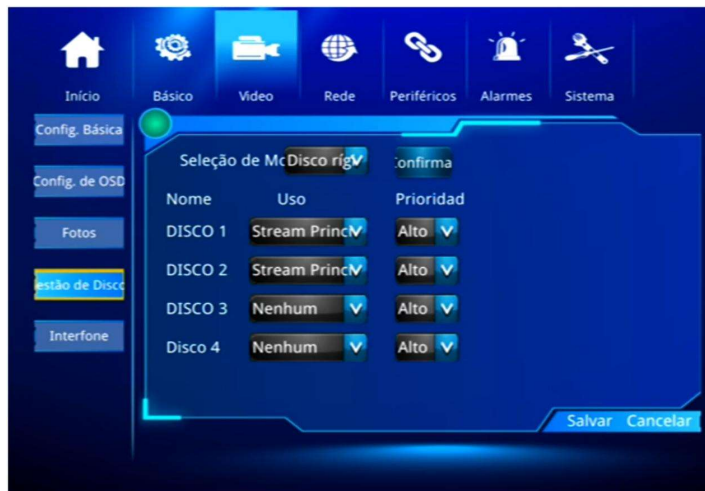 Início Básico Video Rede Periféricos Alarmes Sistema
Config. Básica
Config. de OSD
Fotos
estão de Disco
Interfone
Seleção de Mc Disco ríg onfirma
Nome Uso Prioridad
DISCO 1 Stream Princ Alto
DISCO 2 Stream Princ Alto
DISCO 3 Nenhum Alto
Disco 4 Nenhum Alto
Salvar Cancelar